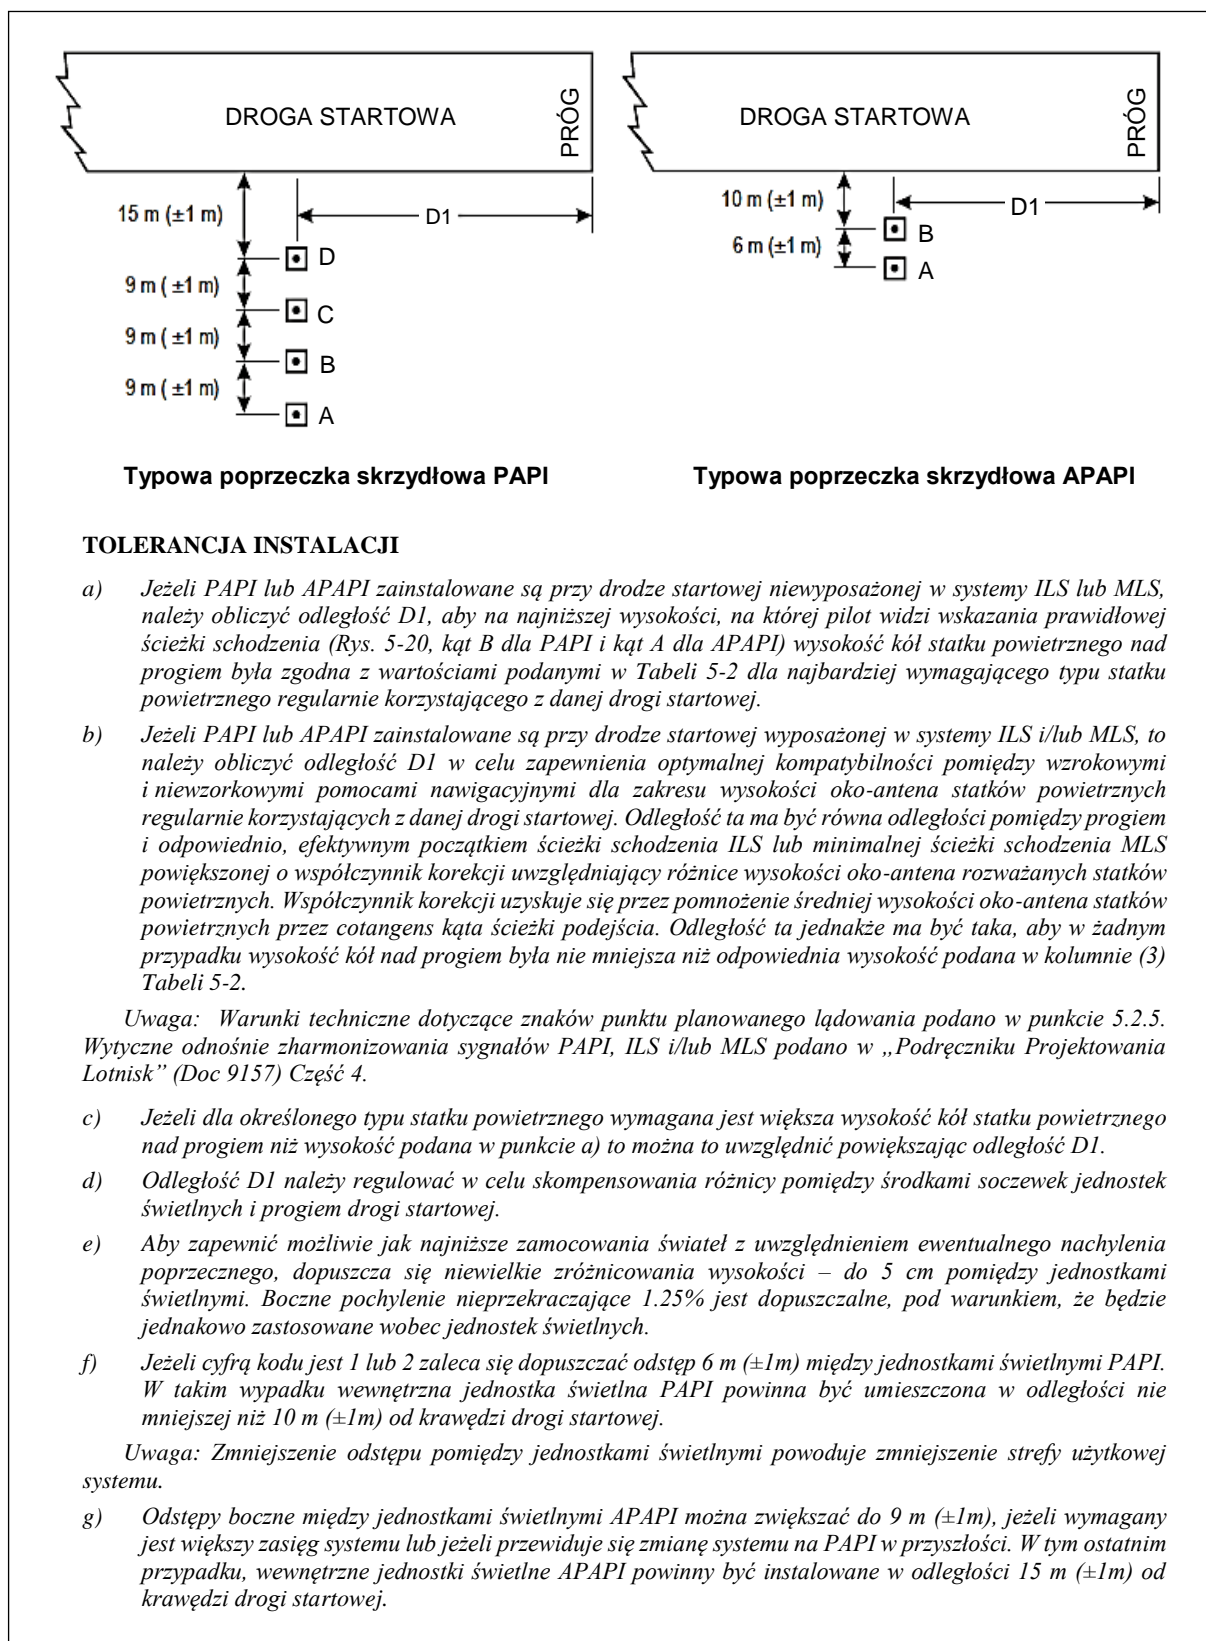 DROGA STARTOWA
PRÓG
15 m (±1 m)
D1
D
9 m ( ±1 m)
C
9 m ( ±1 m)
B
9 m ( ±1 m)
A
Typowa poprzeczka skrzydłowa PAPI
DROGA STARTOWA
PRÓG
10 m (±1 m)
D1
B
6 m (±1 m)
A
Typowa poprzeczka skrzydłowa APAPI
TOLERANCJA INSTALACJI
a) Jeżeli PAPI lub APAPI zainstalowane są przy drodze startowej niewyposażonej w systemy ILS lub MLS,
należy obliczyć odległość D1, aby na najniższej wysokości, na której pilot widzi wskazania prawidłowej
ścieżki schodzenia (Rys. 5-20, kąt B dla PAPI i kąt A dla APAPI) wysokość kół statku powietrznego nad
progiem była zgodna z wartościami podanymi w Tabeli 5-2 dla najbardziej wymagającego typu statku
powietrznego regularnie korzystającego z danej drogi startowej.
b) Jeżeli PAPI lub APAPI zainstalowane są przy drodze startowej wyposażonej w systemy ILS i/lub MLS, to
należy obliczyć odległość D1 w celu zapewnienia optymalnej kompatybilności pomiędzy wzrokowymi
i niewzorkowymi pomocami nawigacyjnymi dla zakresu wysokości oko-antena statków powietrznych
regularnie korzystających z danej drogi startowej. Odległość ta ma być równa odległości pomiędzy progiem
i odpowiednio, efektywnym początkiem ścieżki schodzenia ILS lub minimalnej ścieżki schodzenia MLS
powiększonej o współczynnik korekcji uwzględniający różnice wysokości oko-antena rozważanych statków
powietrznych. Współczynnik korekcji uzyskuje się przez pomnożenie średniej wysokości oko-antena statków
powietrznych przez cotangens kąta ścieżki podejścia. Odległość ta jednakże ma być taka, aby w żadnym
przypadku wysokość kół nad progiem była nie mniejsza niż odpowiednia wysokość podana w kolumnie (3)
Tabeli 5-2.
Uwaga: Warunki techniczne dotyczące znaków punktu planowanego lądowania podano w punkcie 5.2.5.
Wytyczne odnośnie zharmonizowania sygnałów PAPI, ILS i/lub MLS podano w „Podręczniku Projektowania
Lotnisk” (Doc 9157) Część 4.
c) Jeżeli dla określonego typu statku powietrznego wymagana jest większa wysokość kół statku powietrznego
nad progiem niż wysokość podana w punkcie a) to można to uwzględnić powiększając odległość D1.
d) Odległość D1 należy regulować w celu skompensowania różnicy pomiędzy środkami soczewek jednostek
świetlnych i progiem drogi startowej.
e) Aby zapewnić możliwie jak najniższe zamocowania świateł z uwzględnieniem ewentualnego nachylenia
poprzecznego, dopuszcza się niewielkie zróżnicowania wysokości – do 5 cm pomiędzy jednostkami
świetlnymi. Boczne pochylenie nieprzekraczające 1.25% jest dopuszczalne, pod warunkiem, że będzie
jednakowo zastosowane wobec jednostek świetlnych.
f) Jeżeli cyfrą kodu jest 1 lub 2 zaleca się dopuszczać odstęp 6 m (±1m) między jednostkami świetlnymi PAPI.
W takim wypadku wewnętrzna jednostka świetlna PAPI powinna być umieszczona w odległości nie
mniejszej niż 10 m (±1m) od krawędzi drogi startowej.
Uwaga: Zmniejszenie odstępu pomiędzy jednostkami świetlnymi powoduje zmniejszenie strefy użytkowej
systemu.
g) Odstępy boczne między jednostkami świetlnymi APAPI można zwiększać do 9 m (±1m), jeżeli wymagany
jest większy zasięg systemu lub jeżeli przewiduje się zmianę systemu na PAPI w przyszłości. W tym ostatnim
przypadku, wewnętrzne jednostki świetlne APAPI powinny być instalowane w odległości 15 m (±1m) od
krawędzi drogi startowej.